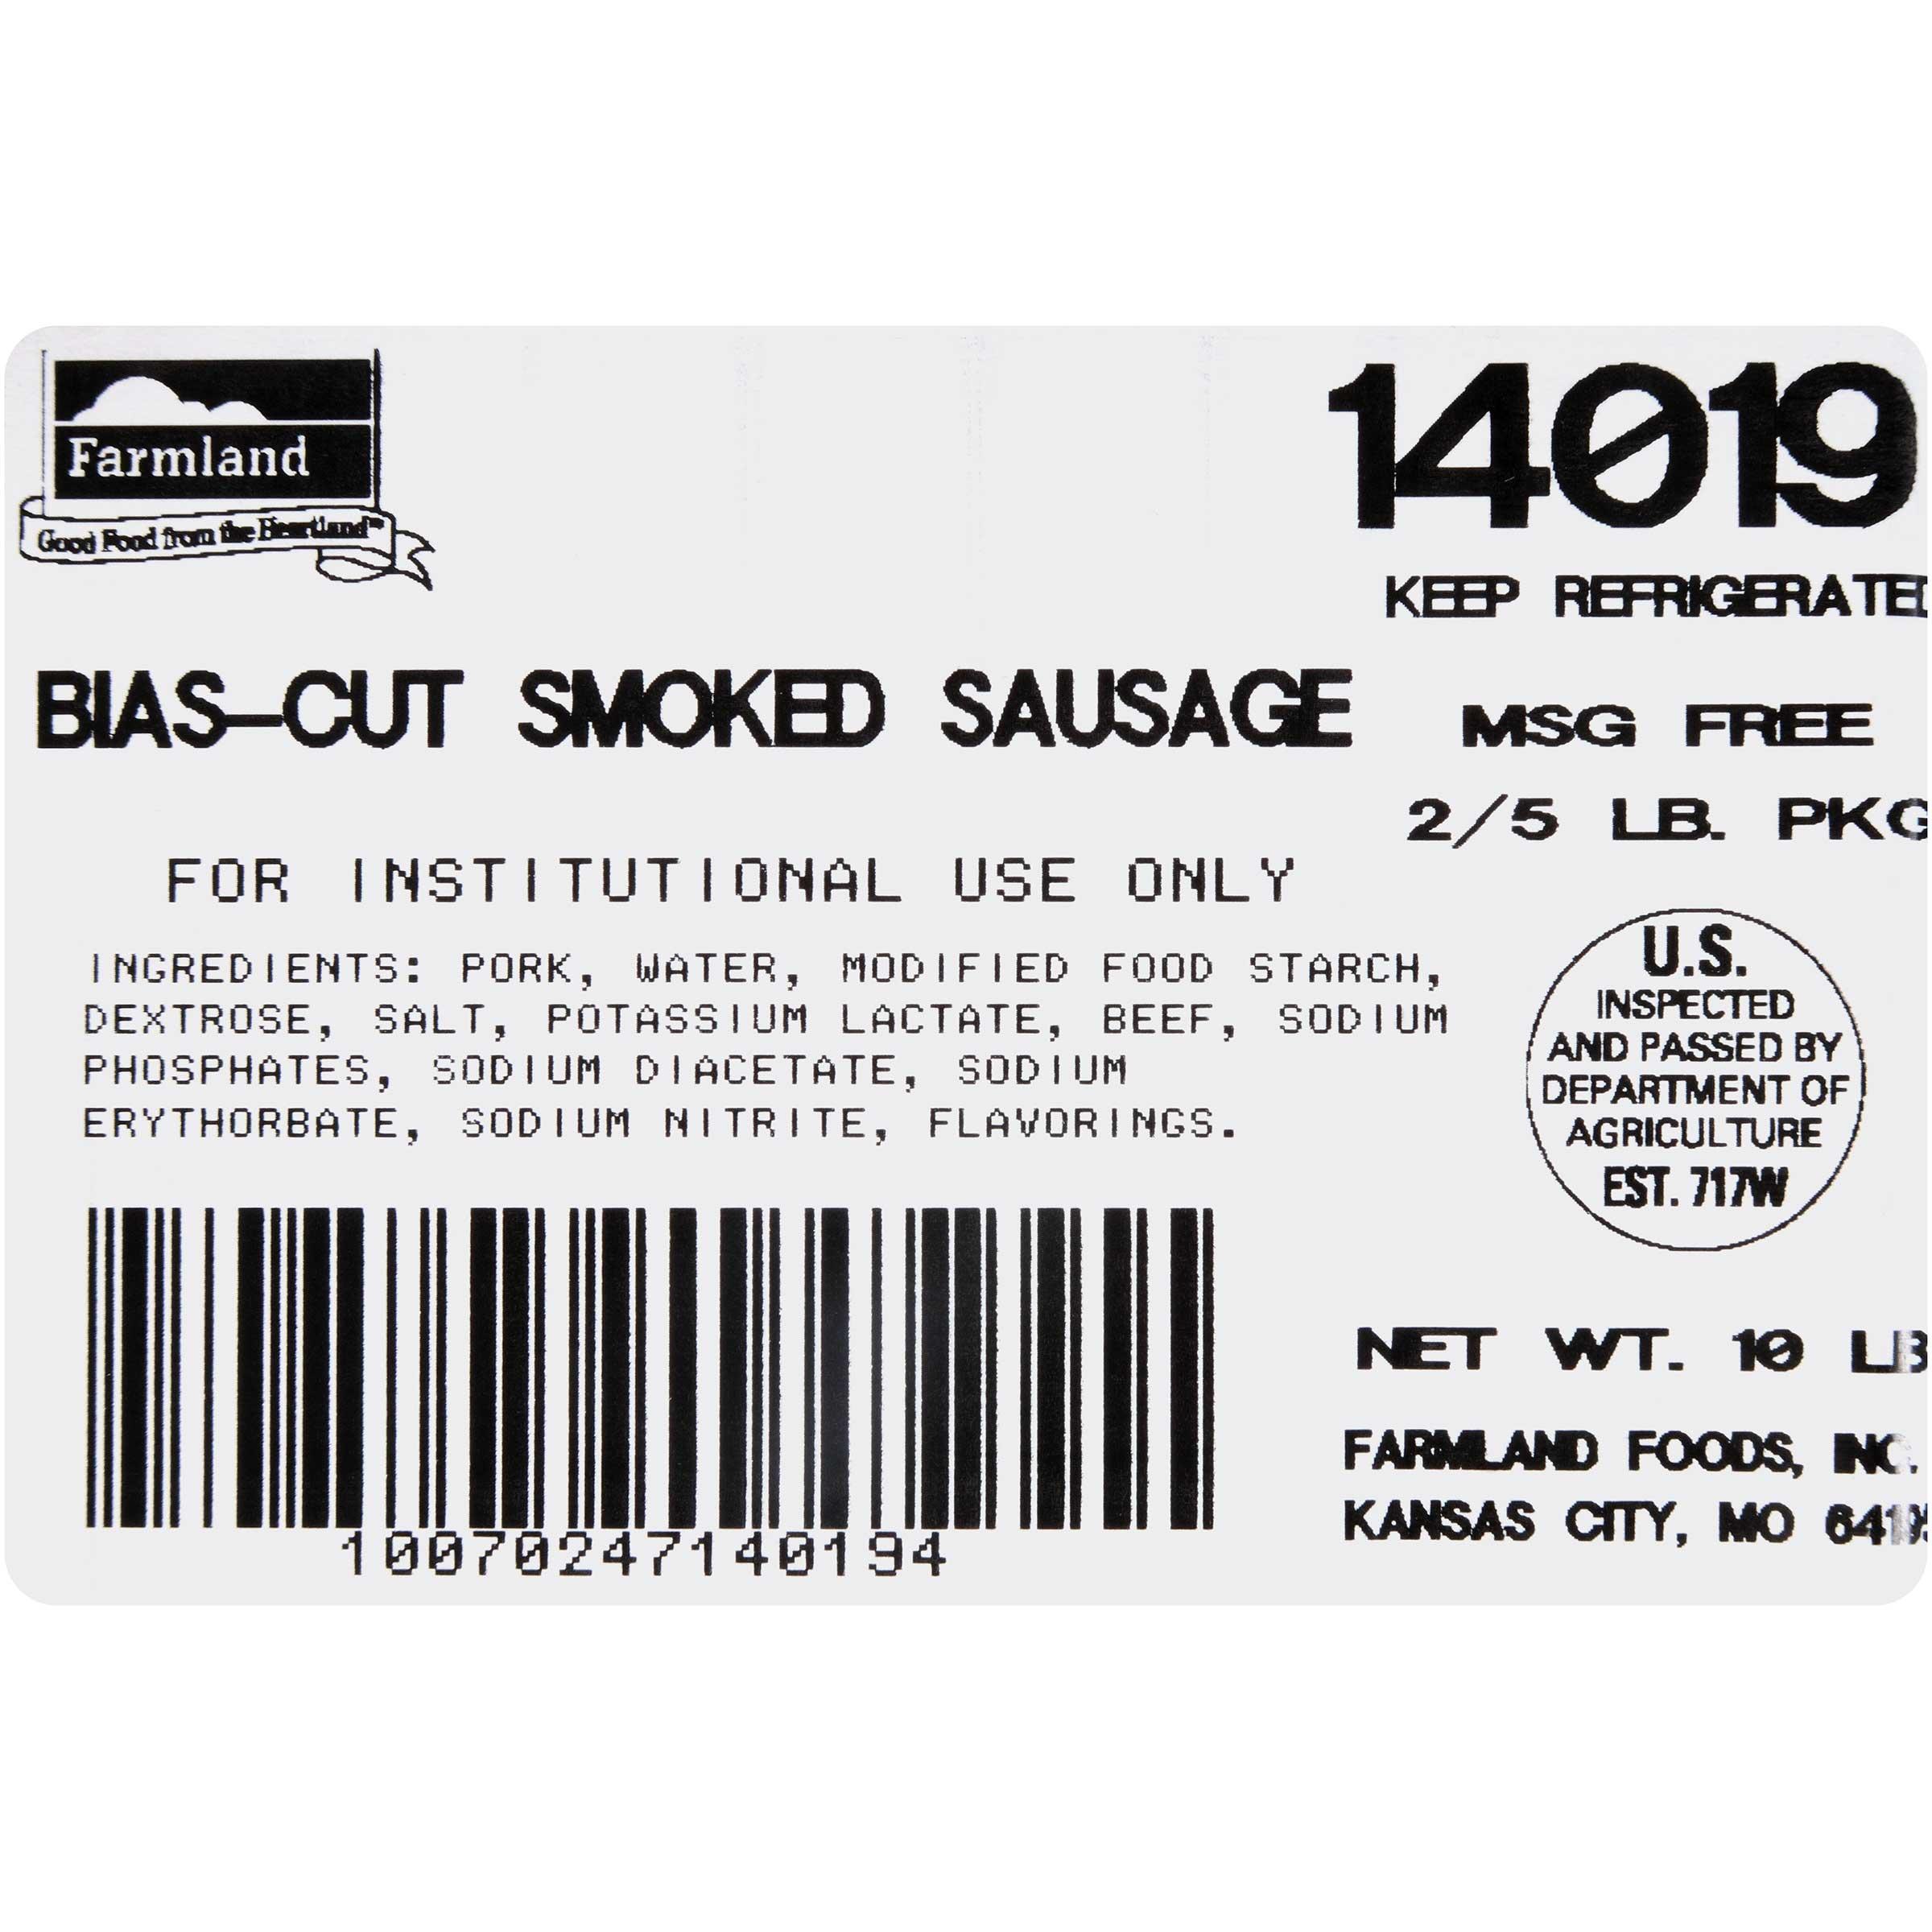 Farmland
Good Food from the Heartland™
14019
KEEP REFRIGERATED
BIAS-CUT SMOKED SAUSAGE
MSG FREE
2/5 LB. PKG
FOR INSTITUTIONAL USE ONLY
INGREDIENTS: PORK, WATER, MODIFIED FOOD STARCH,
DEXTROSE, SALT, POTASSIUM LACTATE, BEEF, SODIUM
PHOSPHATES, SODIUM DIACETATE, SODIUM
ERYTHORBATE, SODIUM NITRITE, FLAVORINGS.
U.S.
INSPECTED
AND PASSED BY
DEPARTMENT OF
AGRICULTURE
EST. 717W
10070247140194
NET WT. 10 LB
FARMLAND FOODS, INC.
KANSAS CITY, MO